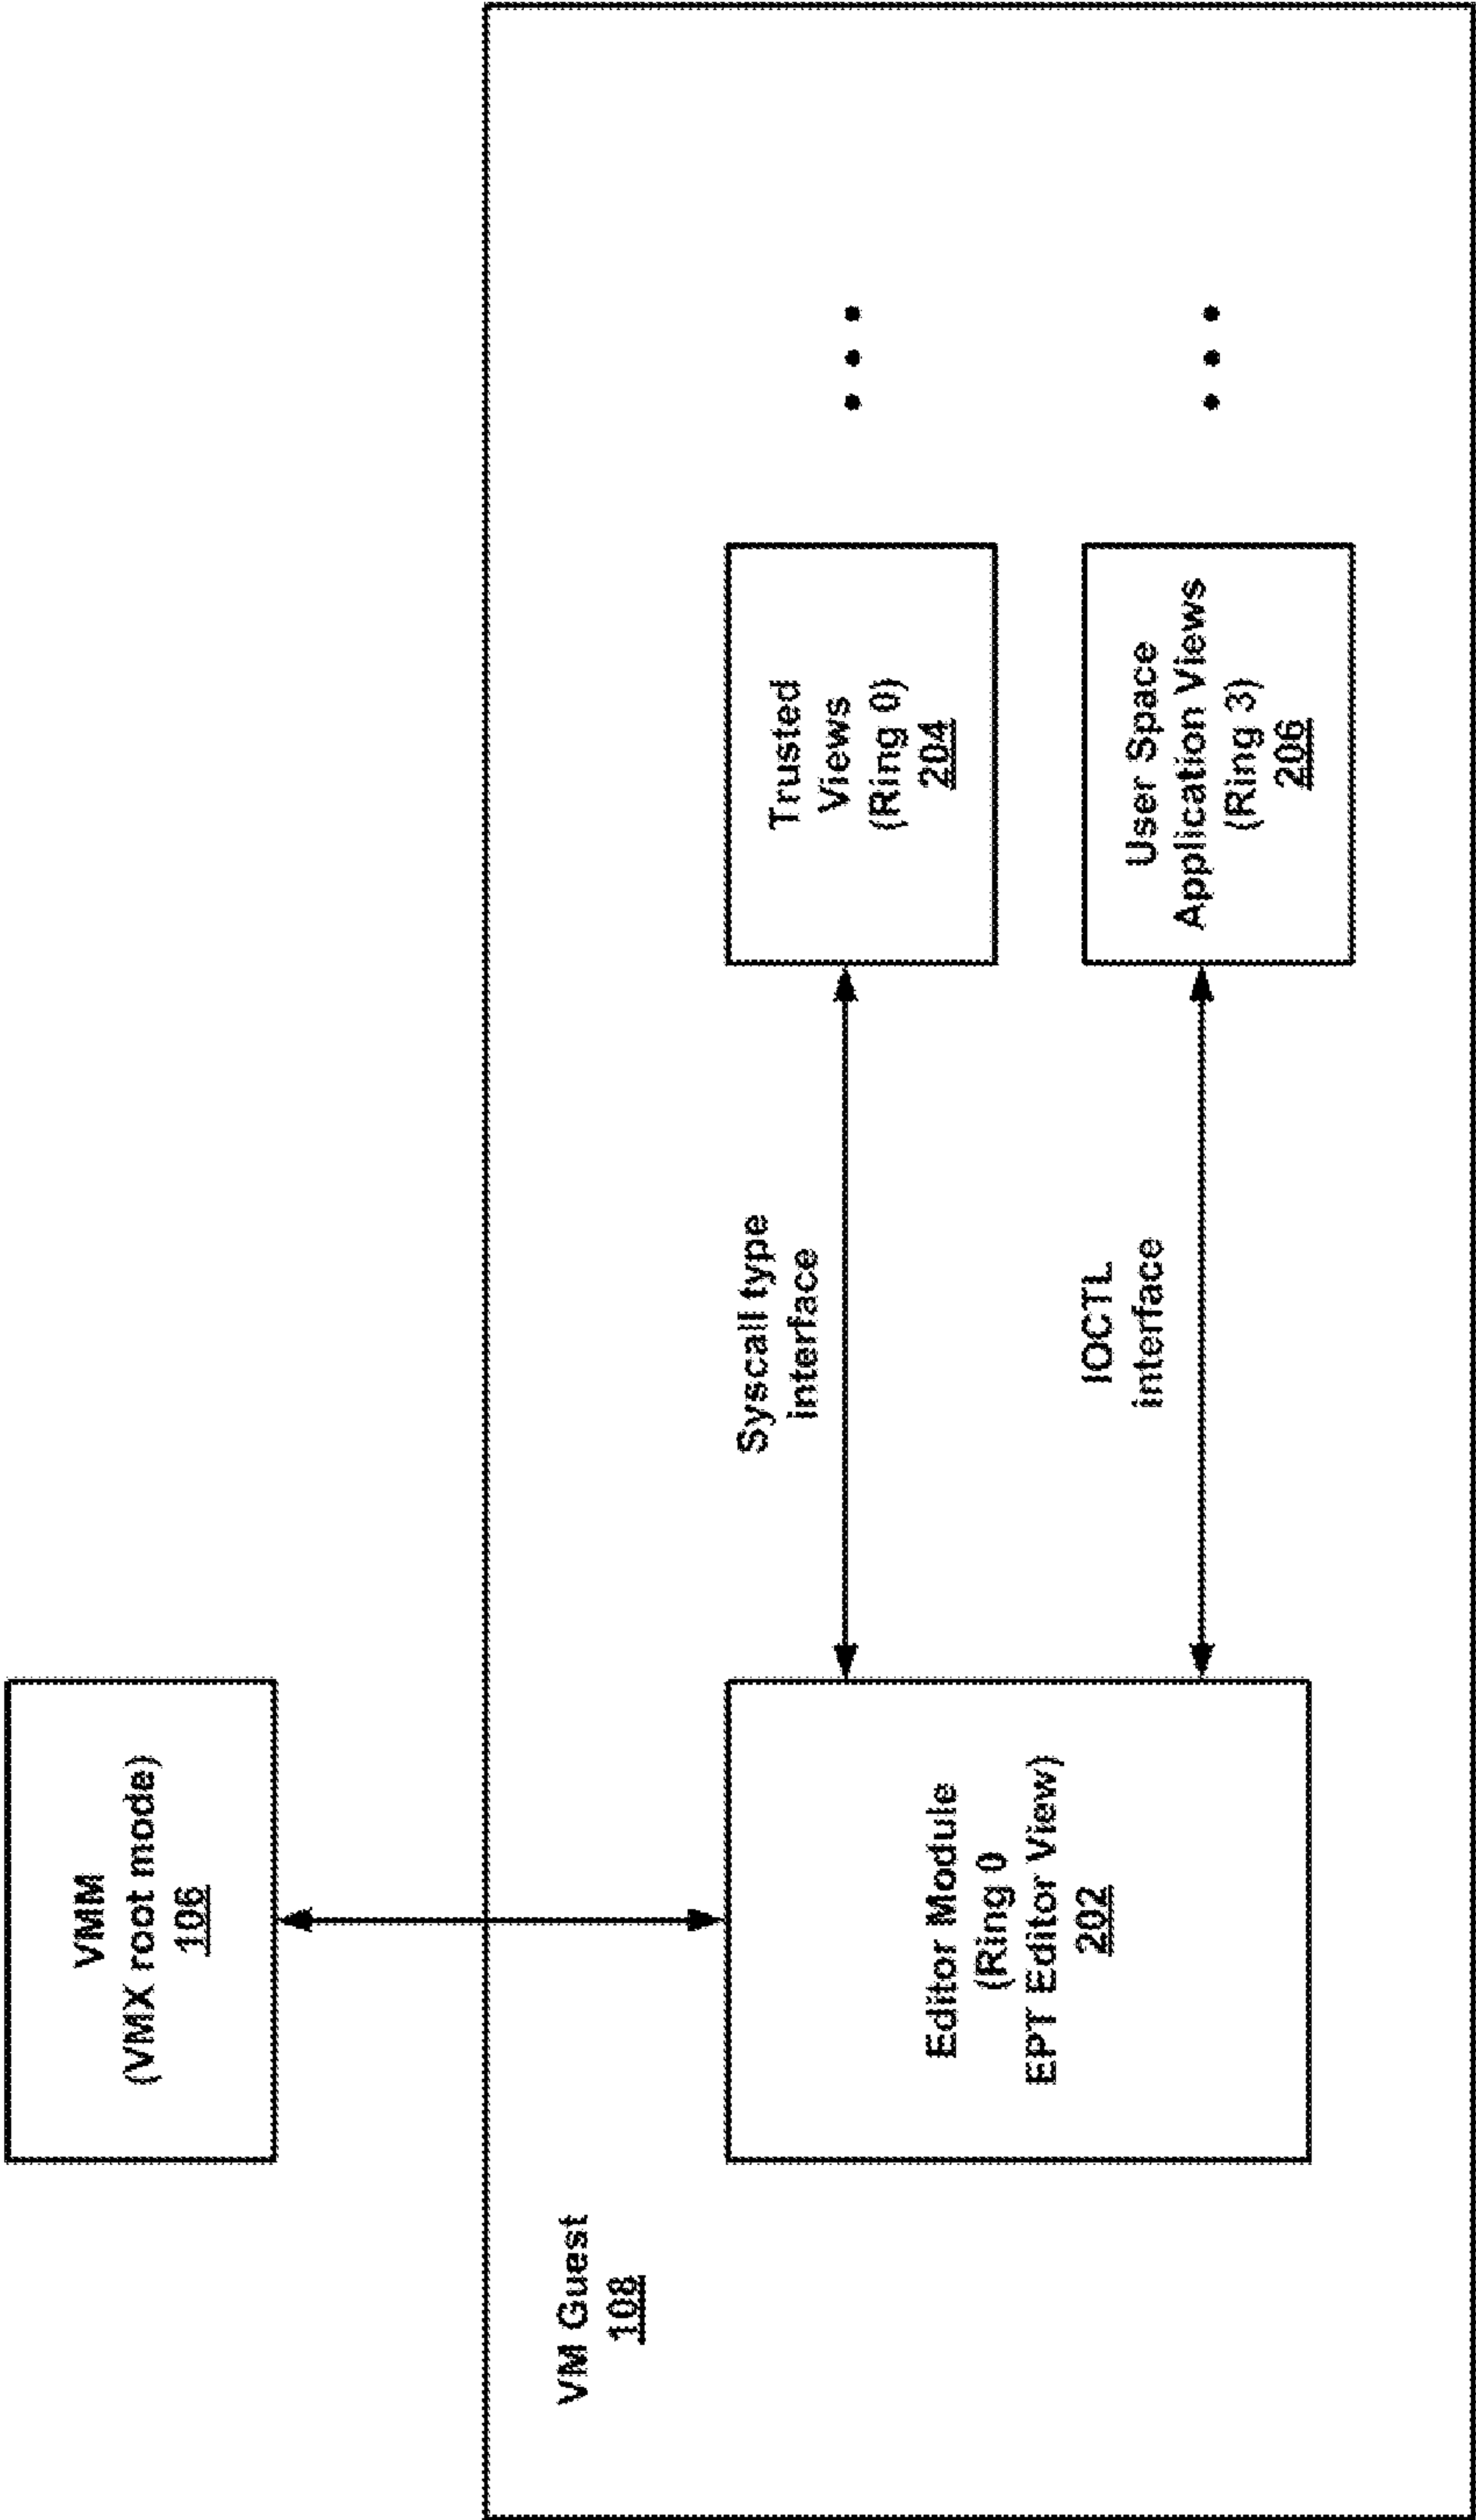 VMM
(VMX root mode)
106
VM Guest
108
Editor Module
(Ring 0
EPT Editor View)
202
Syscall type
interface
IOCTL
interface
Trusted
Views
(Ring 0)
204
User Space
Application Views
(Ring 3)
206